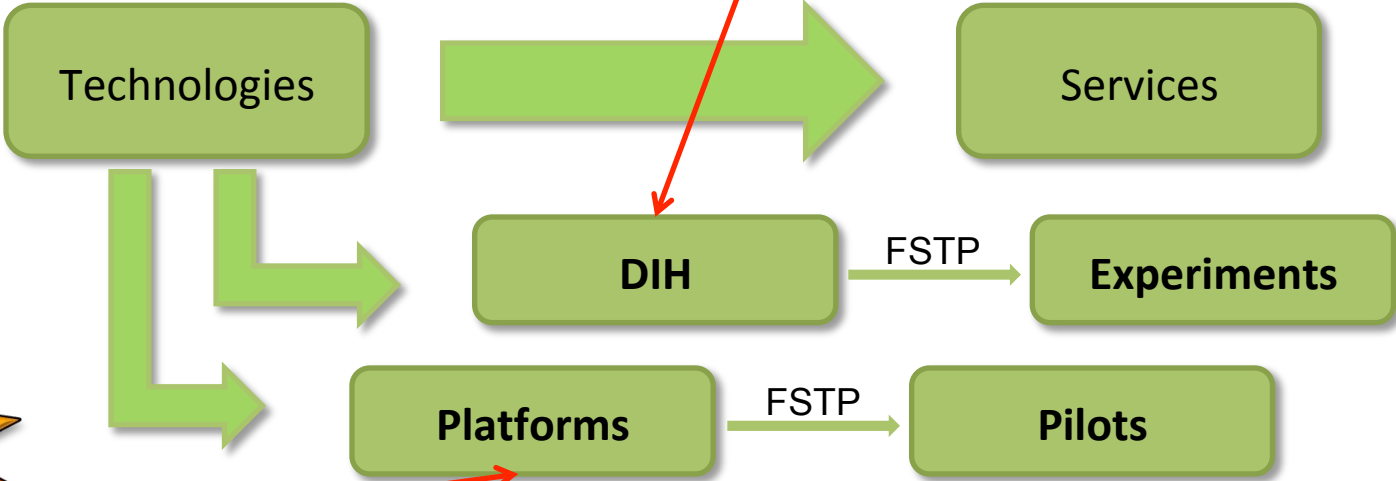 Technologies
Services
DIH
FSTP
Experiments
Platforms
FSTP
Pilots